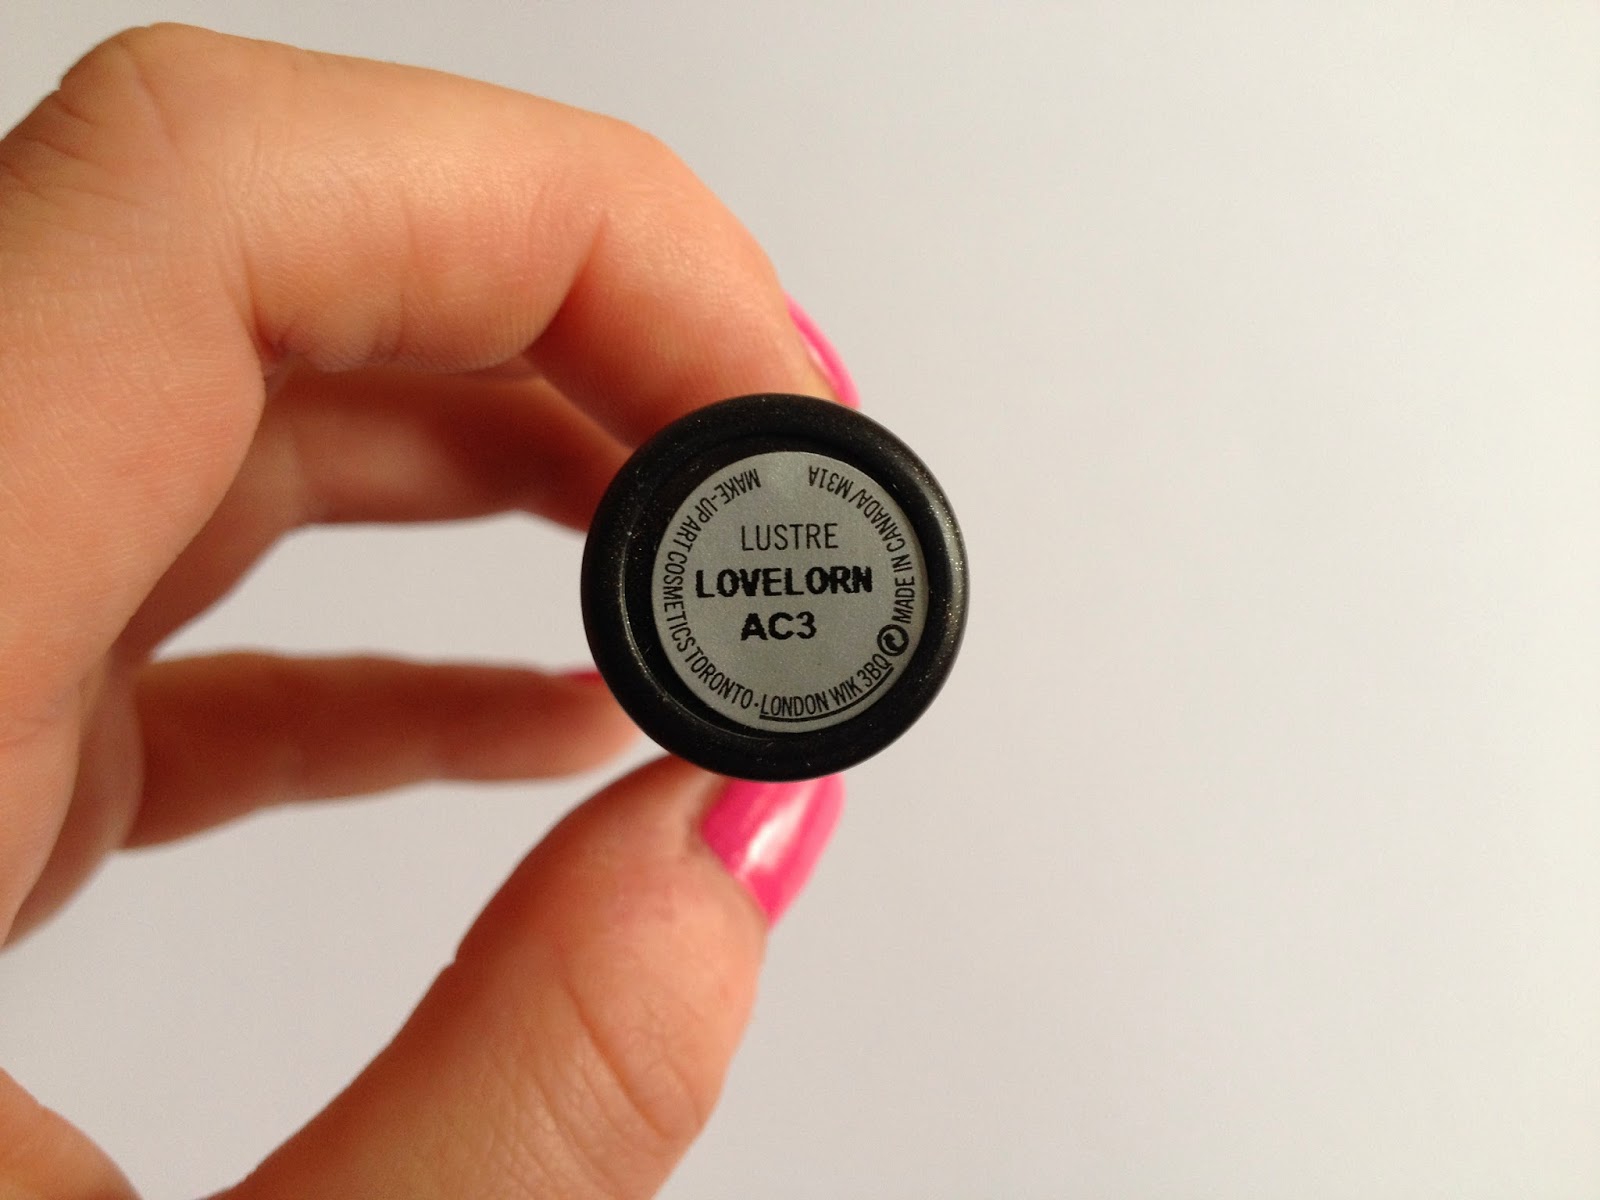 LUSTRE
LOVELORN
AC3
MAKE-UP ART COSMETICS TORONTO · LONDON W1K 3BQ MADE IN CANADA/ M31A